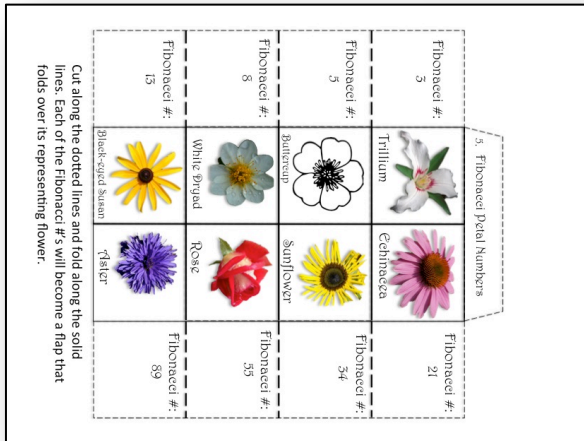 5. Fibonacci Petal Numbers
Fibonacci #:
3
Trillium
Echinacea
Fibonacci #:
21
Fibonacci #:
5
Buttercup
Sunflower
Fibonacci #:
34
Fibonacci #:
8
White Dryad
Rose
Fibonacci #:
55
Fibonacci #:
13
Black-eyed Susan
Aster
Fibonacci #:
89
Cut along the dotted lines and fold along the solid
lines. Each of the Fibonacci #'s will become a flap that
folds over its representing flower.